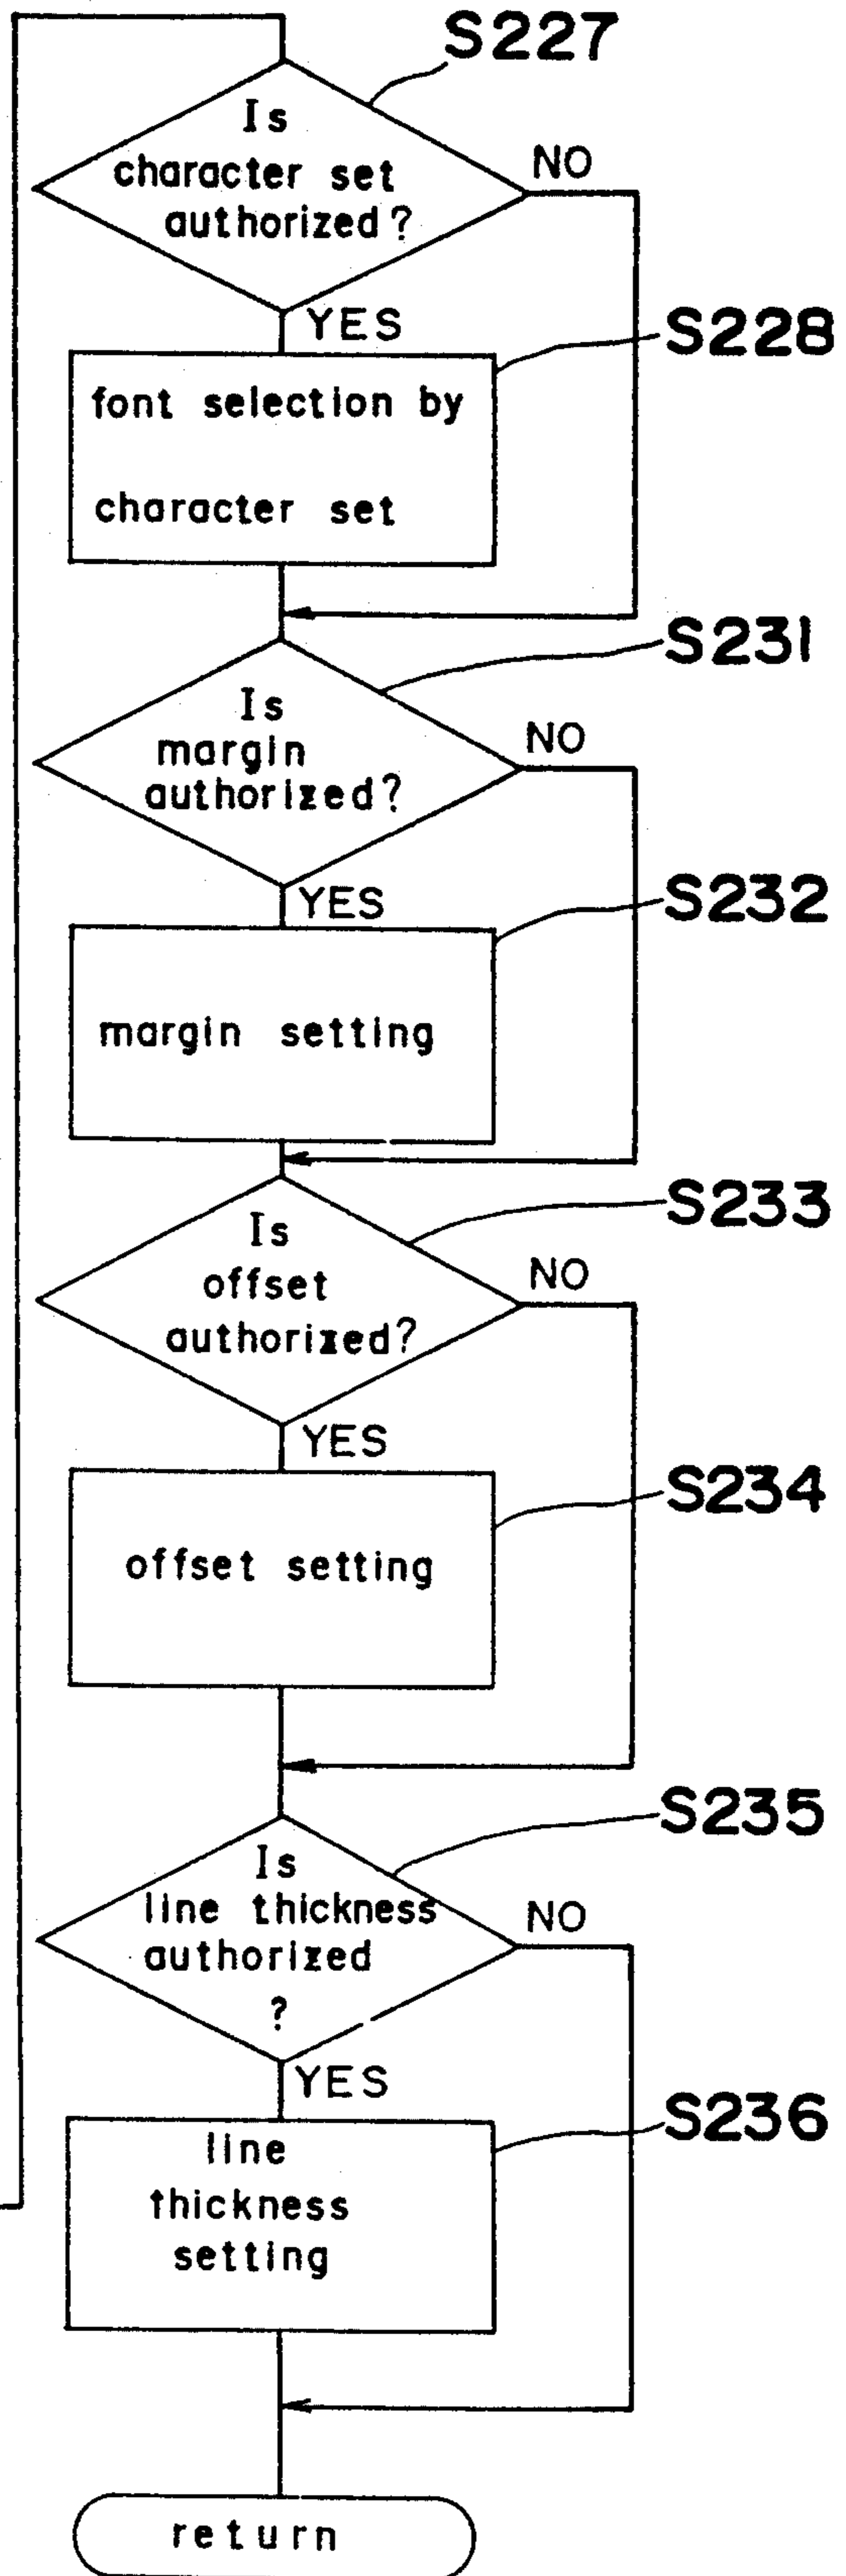 S227
Is
character set
authorized?
NO
YES
S228
font selection by
character set
S231
Is
margin
authorized?
NO
YES
S232
margin setting
S233
Is
offset
authorized?
NO
YES
S234
offset setting
S235
Is
line thickness
authorized
?
NO
YES
S236
line
thickness
setting
return